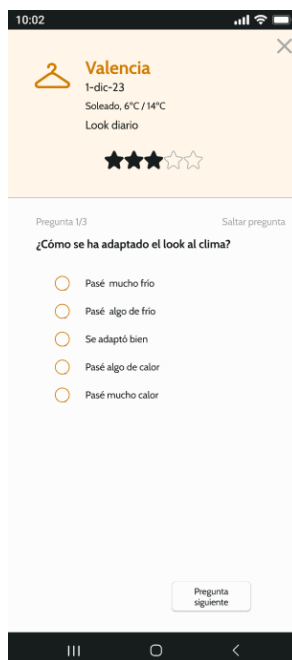 10:02
Valencia
1-dic-23
Soleado, 6ºC / 14ºC
Look diario
Pregunta 1/3 Saltar pregunta
¿Cómo se ha adaptado el look al clima?
Pasé mucho frío
Pasé algo de frío
Se adaptó bien
Pasé algo de calor
Pasé mucho calor
Pregunta
siguiente